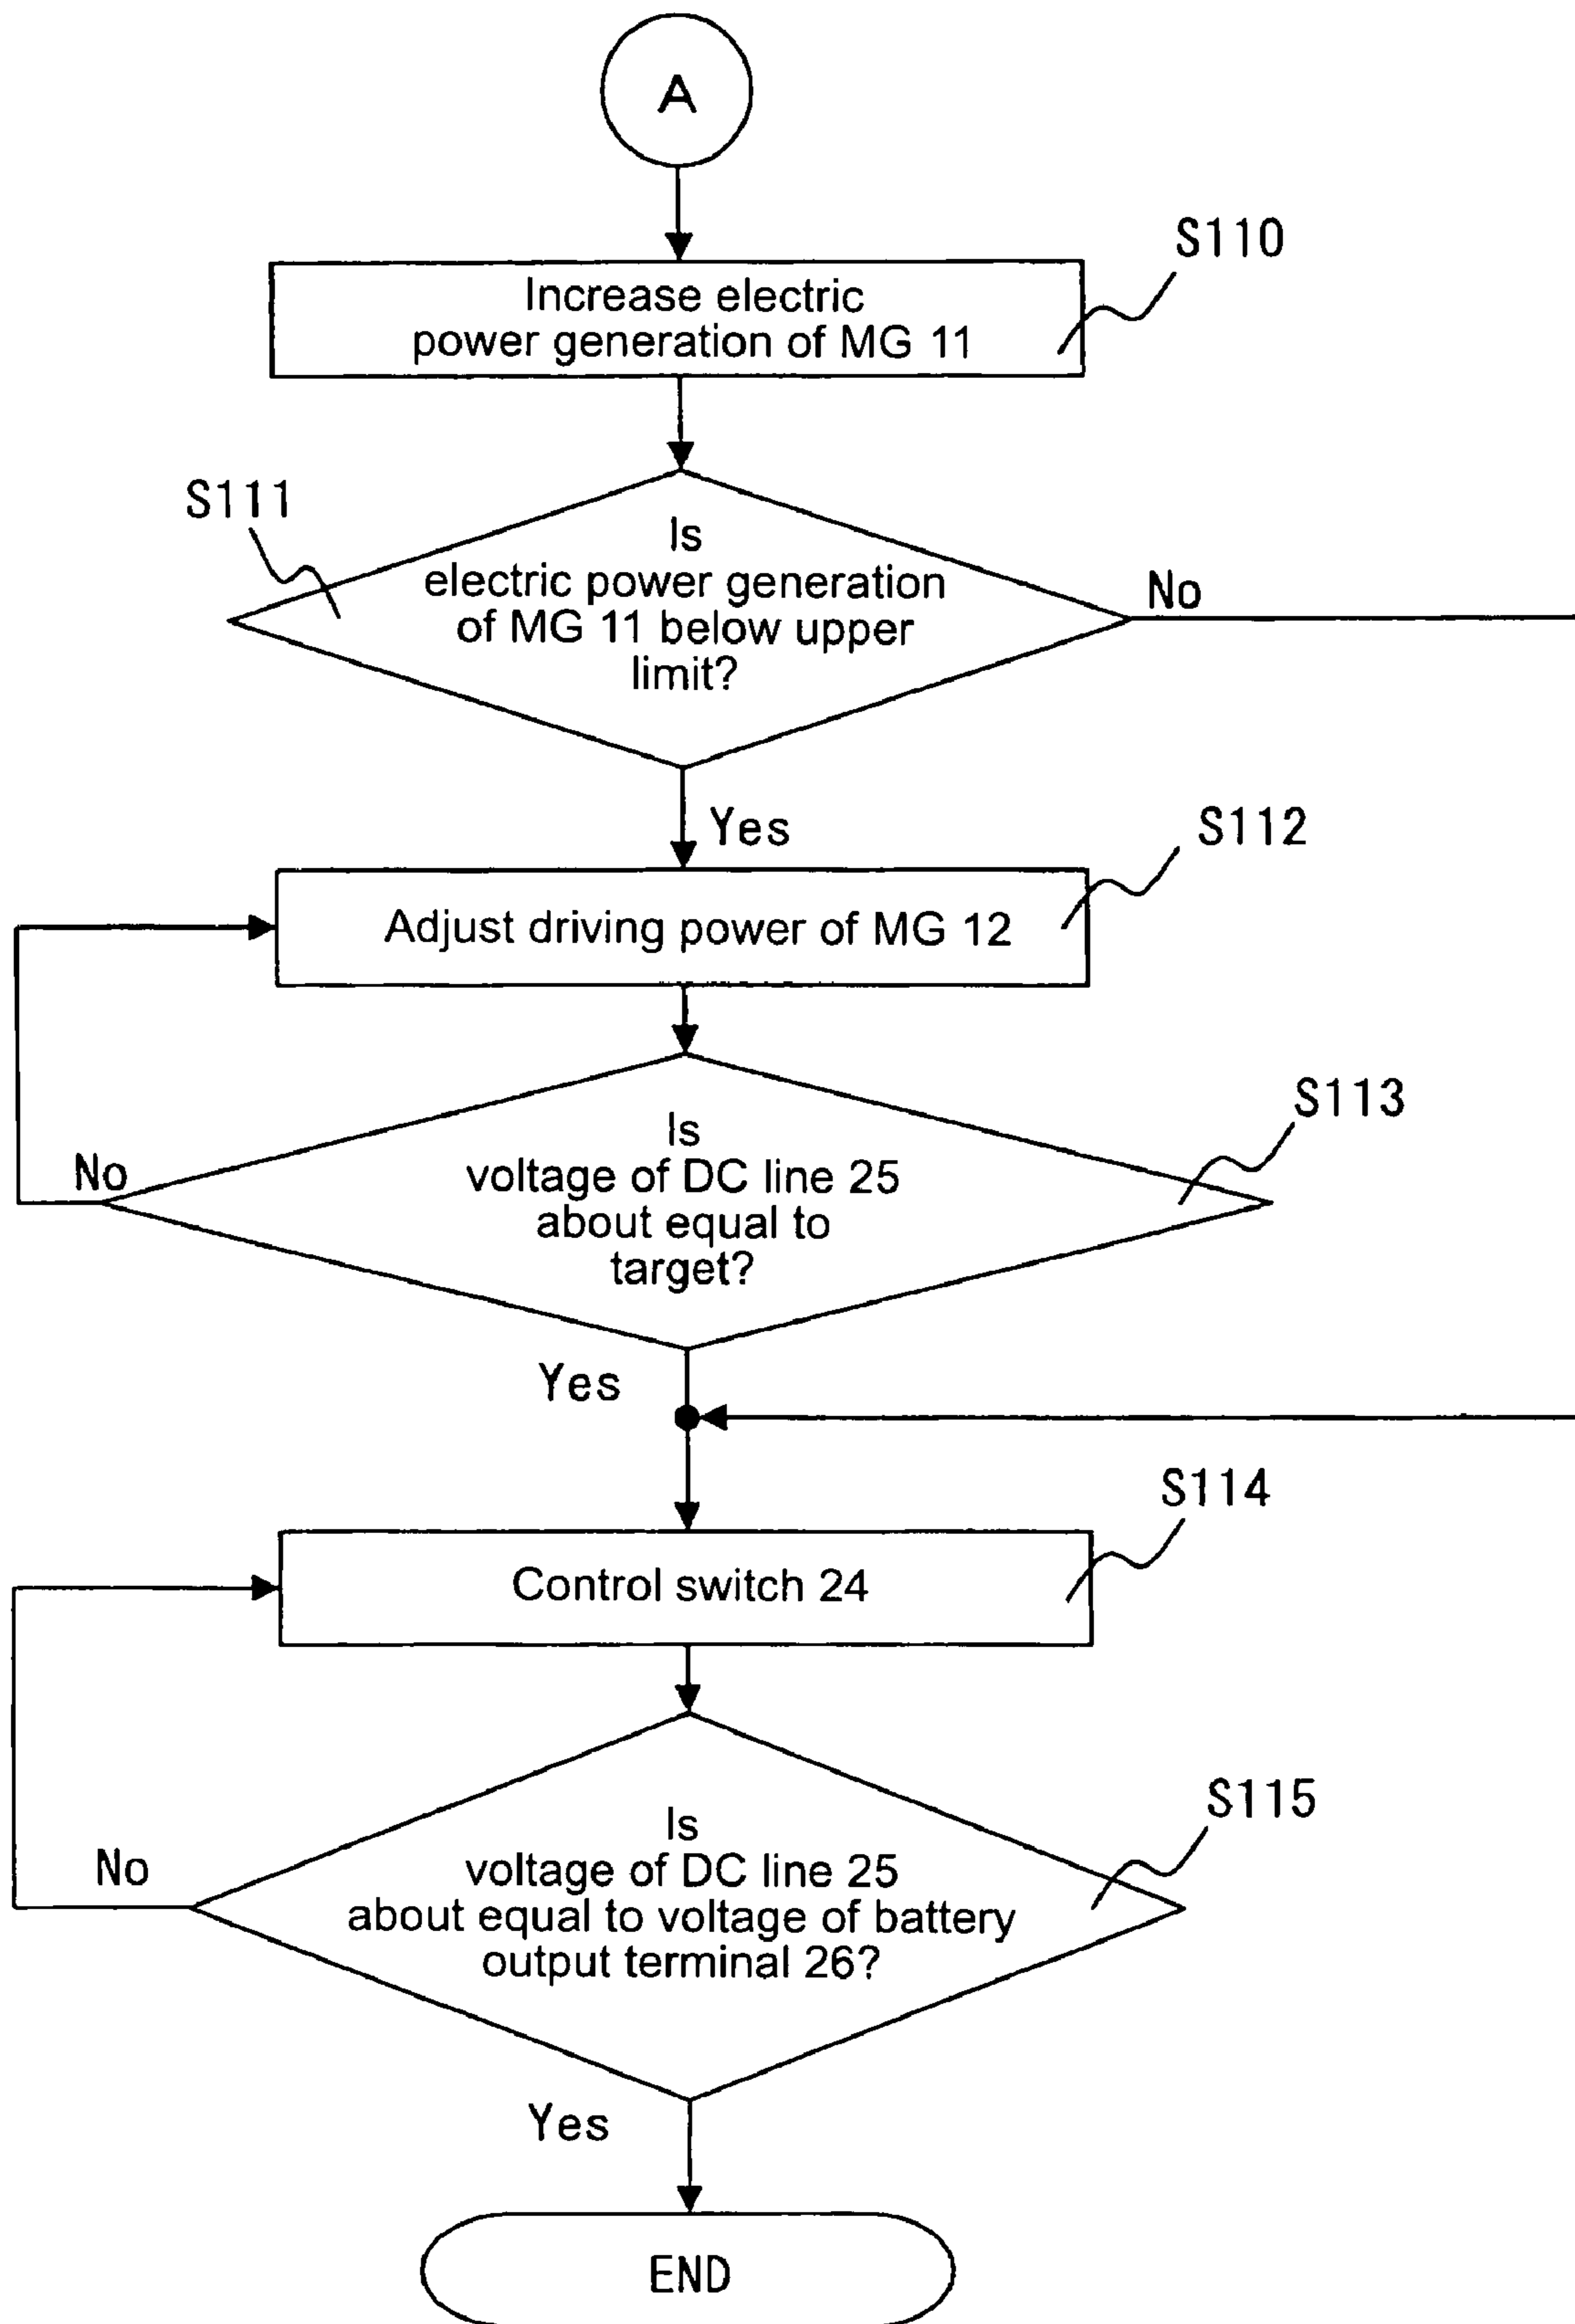 A
S110
Increase electric
power generation of MG 11
S111
Is
electric power generation
of MG 11 below upper
limit?
No
Yes
S112
Adjust driving power of MG 12
S113
Is
voltage of DC line 25
about equal to
target?
No
Yes
S114
Control switch 24
S115
Is
voltage of DC line 25
about equal to voltage of battery
output terminal 26?
No
Yes
END